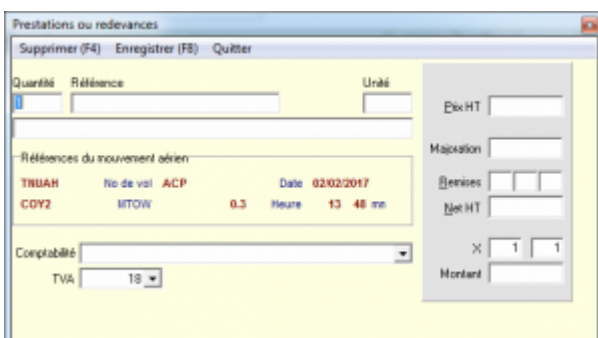 Prestations ou redevances
Supprimer (F4) Enregistrer (F8) Quitter
Quantité Référence Unité
1
Prix HT
Majoration
Références du mouvement aérien
TNUAH No de vol ACP Date 02/02/2017
COY2 MTOW 0.3 Heure 13 48 mn
Remises
Net HT
Comptabilité
X 1 1
TVA 18
Montant